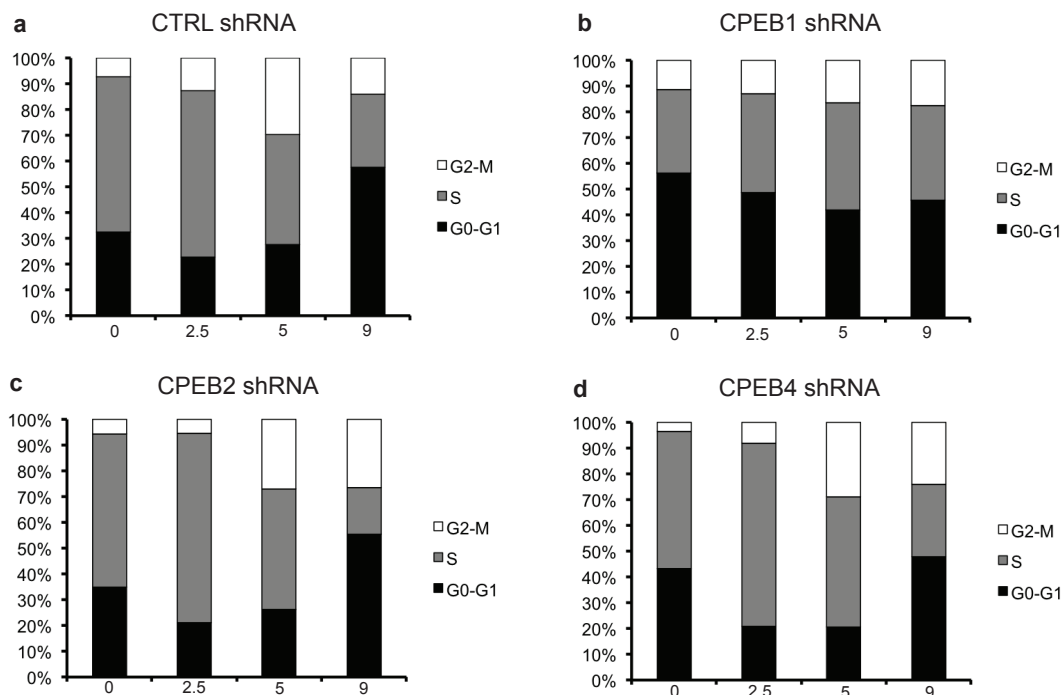 a CTRL shRNA
100%
90%
80%
70%
60%
50%
40%
30%
20%
10%
0%
0 2.5 5 9
G2-M
S
G0-G1
b CPEB1 shRNA
100%
90%
80%
70%
60%
50%
40%
30%
20%
10%
0%
0 2.5 5 9
G2-M
S
G0-G1
c CPEB2 shRNA
100%
90%
80%
70%
60%
50%
40%
30%
20%
10%
0%
0 2.5 5 9
G2-M
S
G0-G1
d CPEB4 shRNA
100%
90%
80%
70%
60%
50%
40%
30%
20%
10%
0%
0 2.5 5 9
G2-M
S
G0-G1